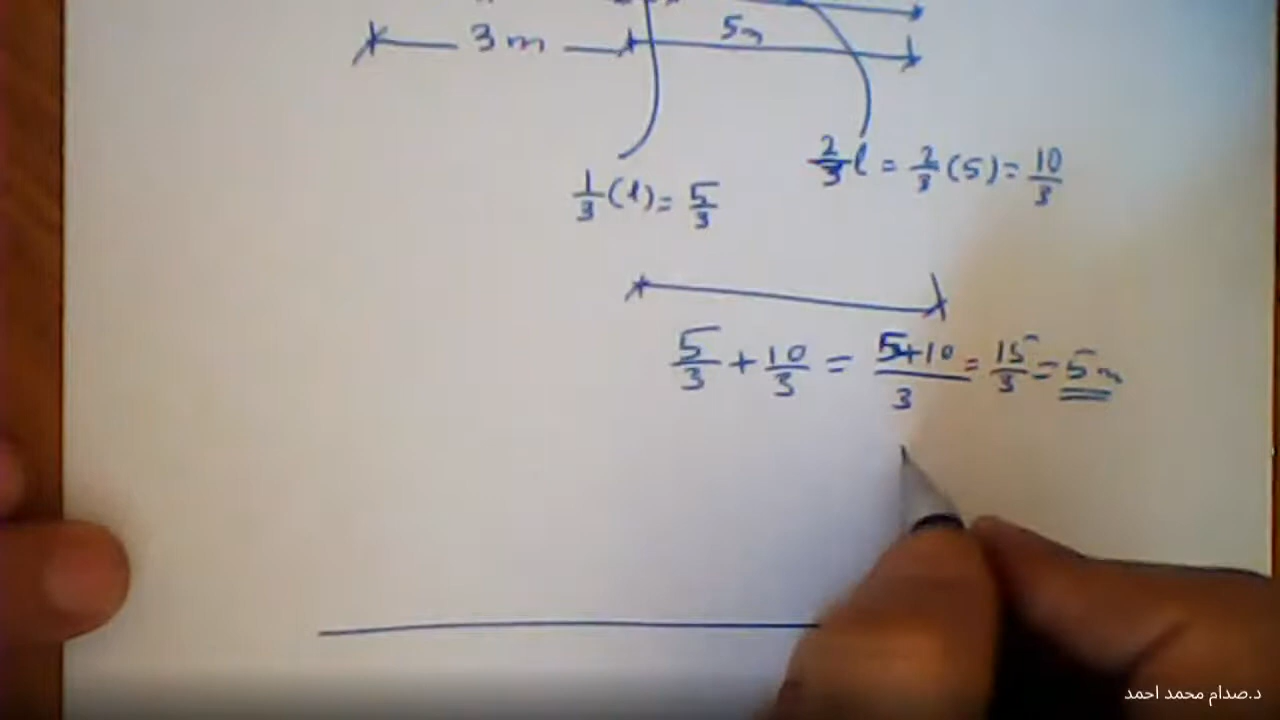 3m 5m
2/3 l = 2/3 (5) = 10/3
1/3 (l) = 5/3
5/3 + 10/3 = 5+10/3 = 15/3 = 5m
د.صدام محمد احمد